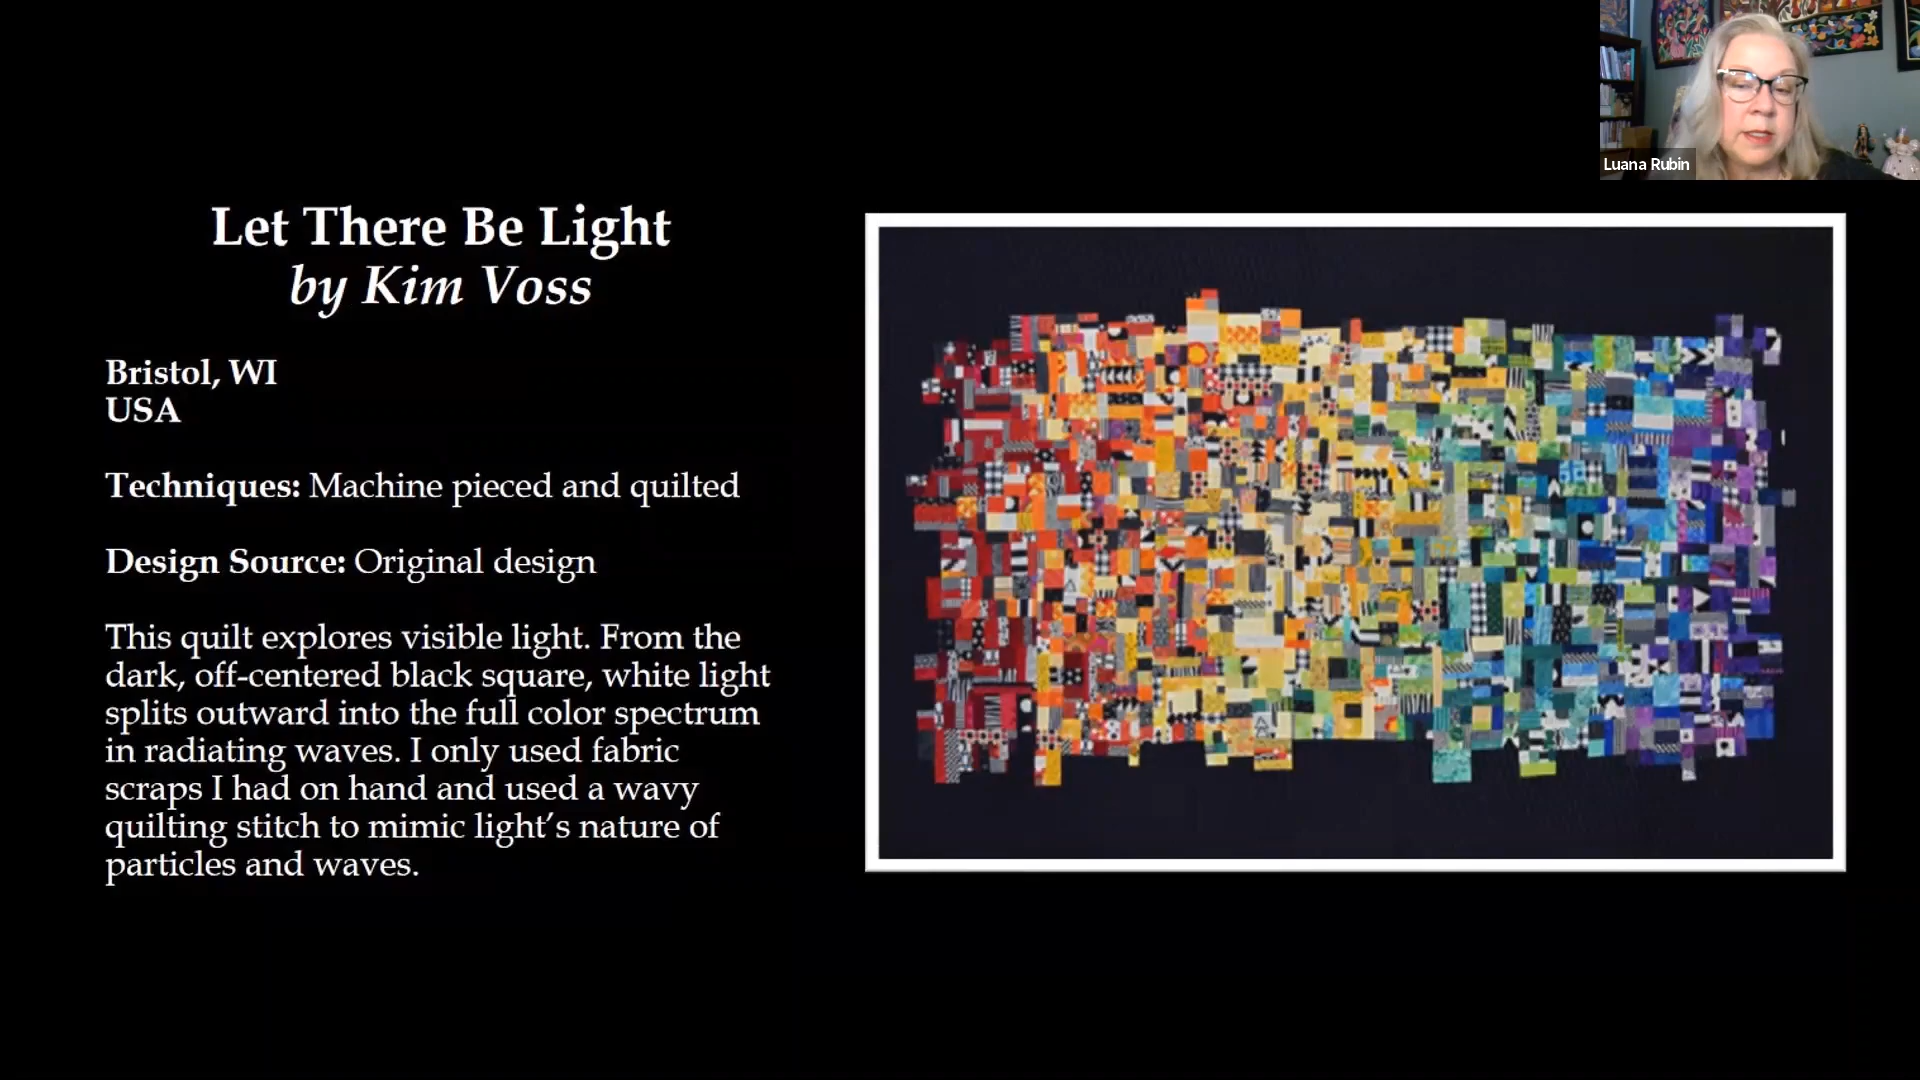 Luana Rubin
Let There Be Light
by Kim Voss
Bristol, WI
USA
Techniques: Machine pieced and quilted
Design Source: Original design
This quilt explores visible light. From the
dark, off-centered black square, white light
splits outward into the full color spectrum
in radiating waves. I only used fabric
scraps I had on hand and used a wavy
quilting stitch to mimic light’s nature of
particles and waves.